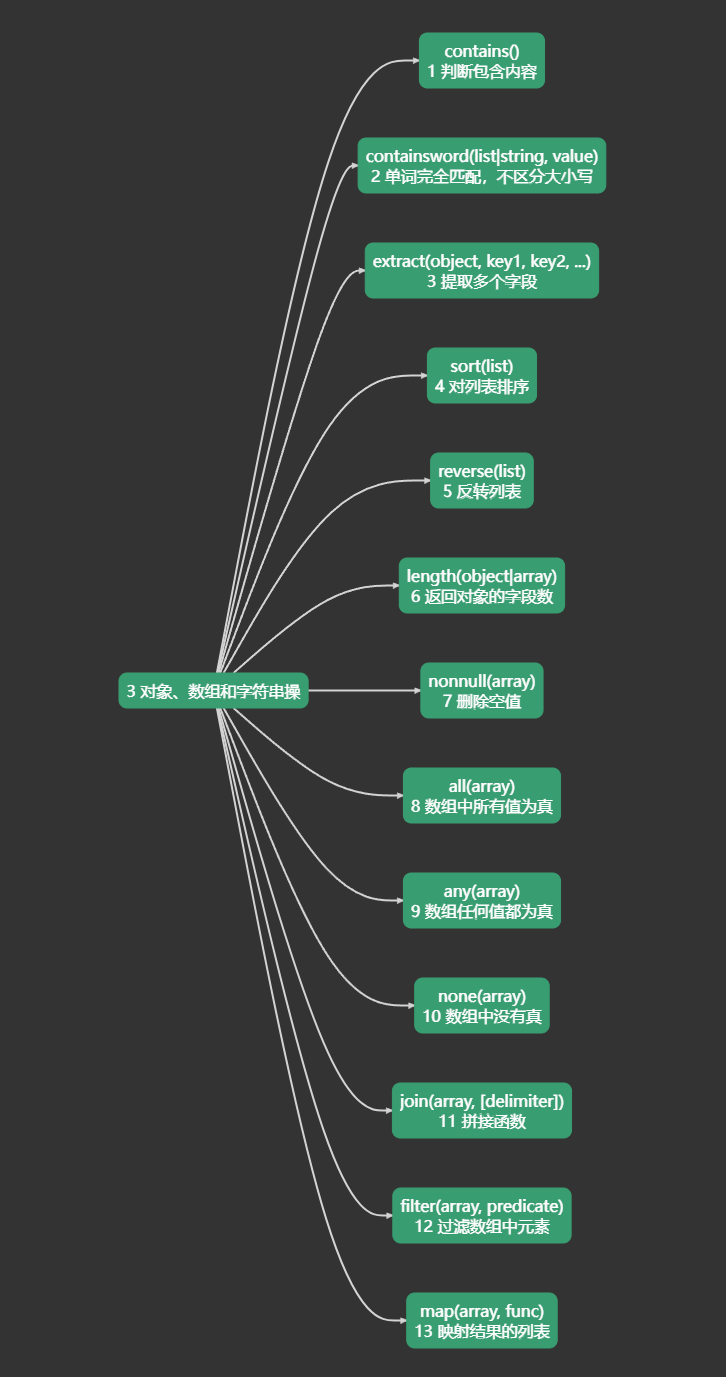 contains()
1 判断包含内容
containsword(list|string, value)
2 单词完全匹配，不区分大小写
extract(object, key1, key2, ...)
3 提取多个字段
sort(list)
4 对列表排序
reverse(list)
5 反转列表
length(object|array)
6 返回对象的字段数
3 对象、数组和字符串操
nonnull(array)
7 删除空值
all(array)
8 数组中所有值为真
any(array)
9 数组任何值都为真
none(array)
10 数组中没有真
join(array, [delimiter])
11 拼接函数
filter(array, predicate)
12 过滤数组中元素
map(array, func)
13 映射结果的列表